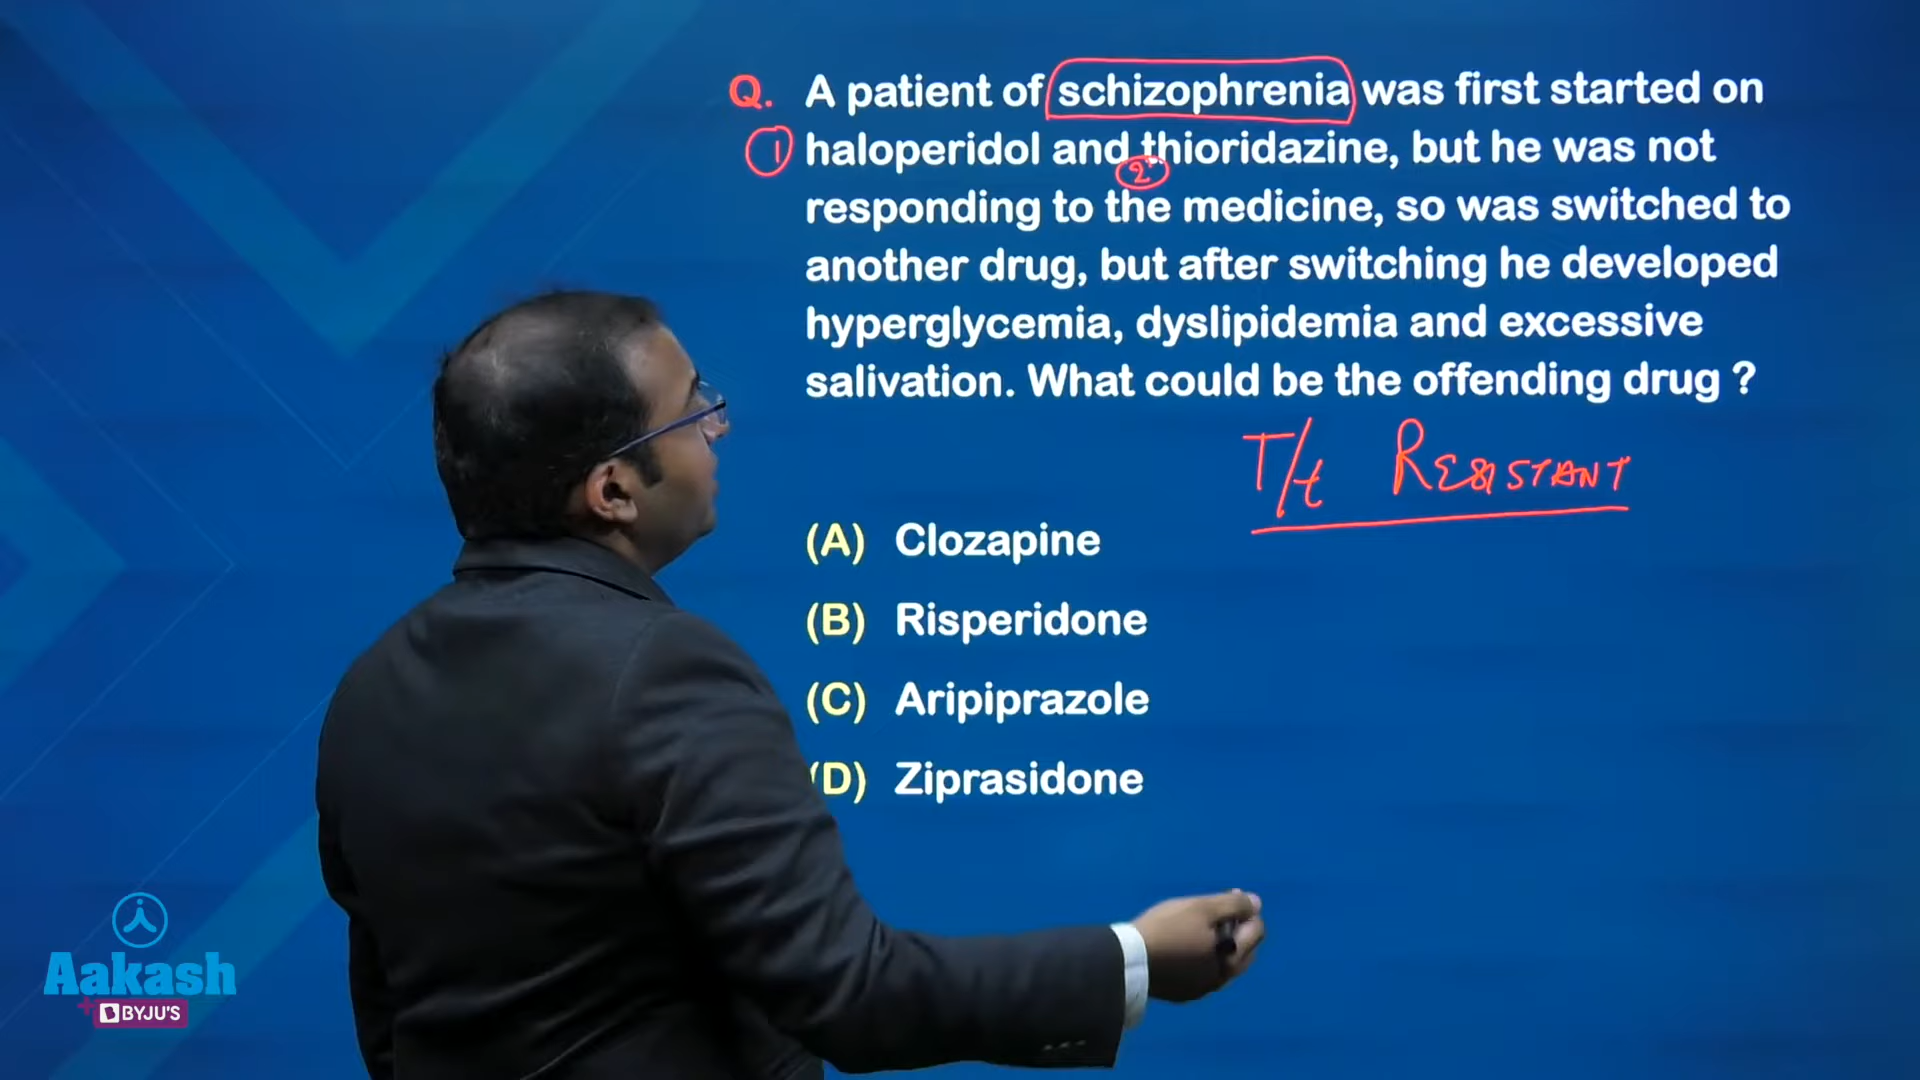 Q. A patient of schizophrenia was first started on
1 haloperidol and thioridazine, but he was not
2
responding to the medicine, so was switched to
another drug, but after switching he developed
hyperglycemia, dyslipidemia and excessive
salivation. What could be the offending drug ?
T/t RESISTANT
(A) Clozapine
(B) Risperidone
(C) Aripiprazole
(D) Ziprasidone
Aakash
+ BYJU'S